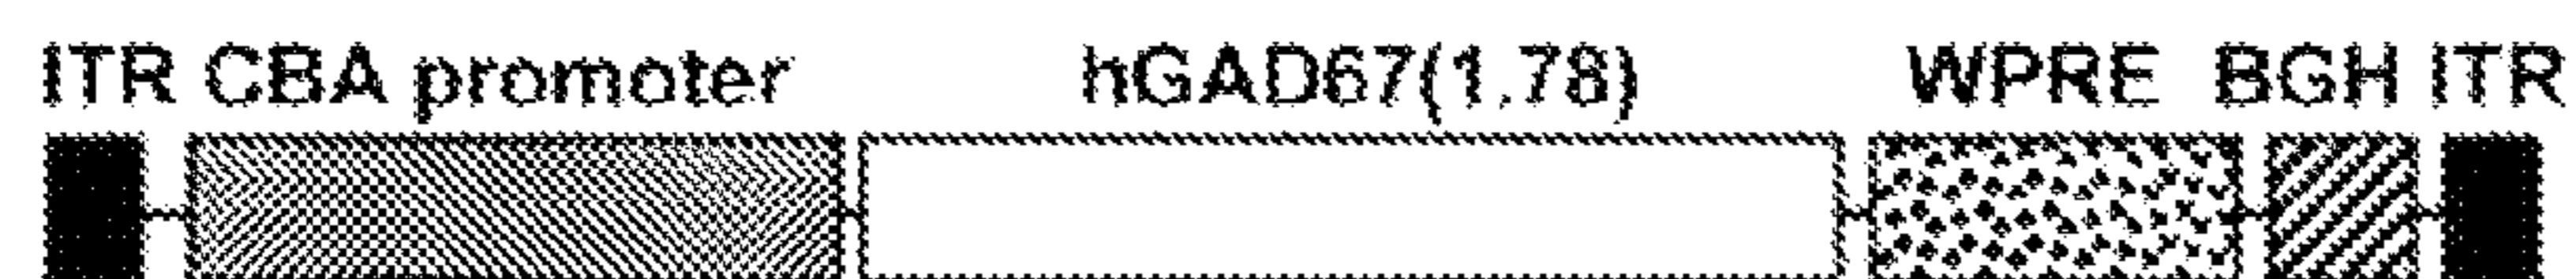 ITR CBA promoter hGAD67(1.78) WPRE BGH ITR